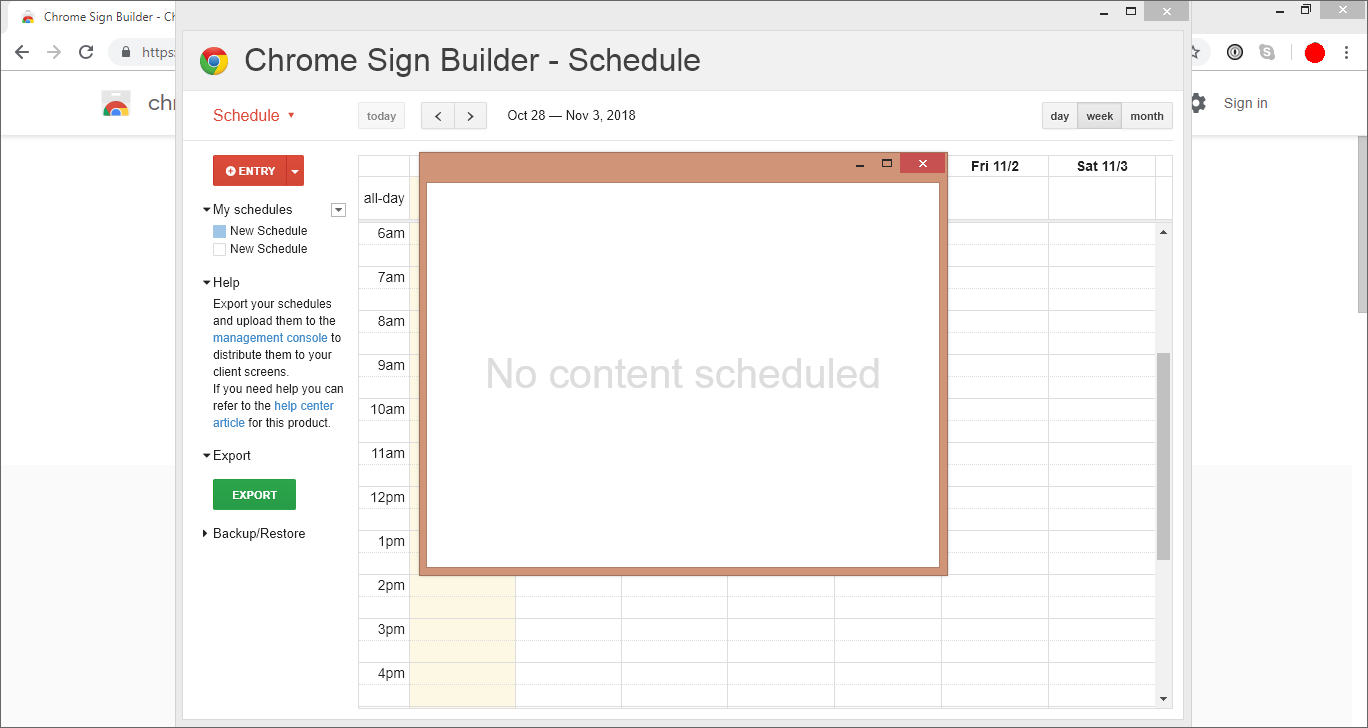 Chrome Sign Builder - Ch
https:
chr
Sign in
Chrome Sign Builder - Schedule
Schedule
today
Oct 28 — Nov 3, 2018
day
week
month
ENTRY
My schedules
New Schedule
New Schedule
Help
Export your schedules
and upload them to the
management console to
distribute them to your
client screens.
If you need help you can
refer to the help center
article for this product.
Export
EXPORT
Backup/Restore
Fri 11/2
Sat 11/3
all-day
6am
7am
8am
9am
10am
11am
12pm
1pm
2pm
3pm
4pm
No content scheduled